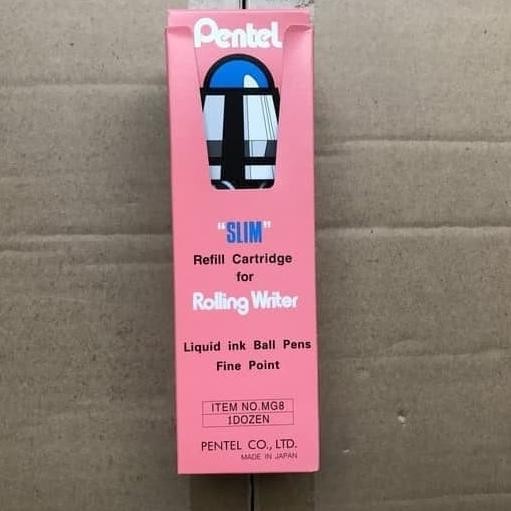 Pentel
"SLIM"
Refill Cartridge
for
Rolling Writer
Liquid ink Ball Pens
Fine Point
ITEM NO.MG8
1DOZEN
PENTEL CO., LTD.
MADE IN JAPAN